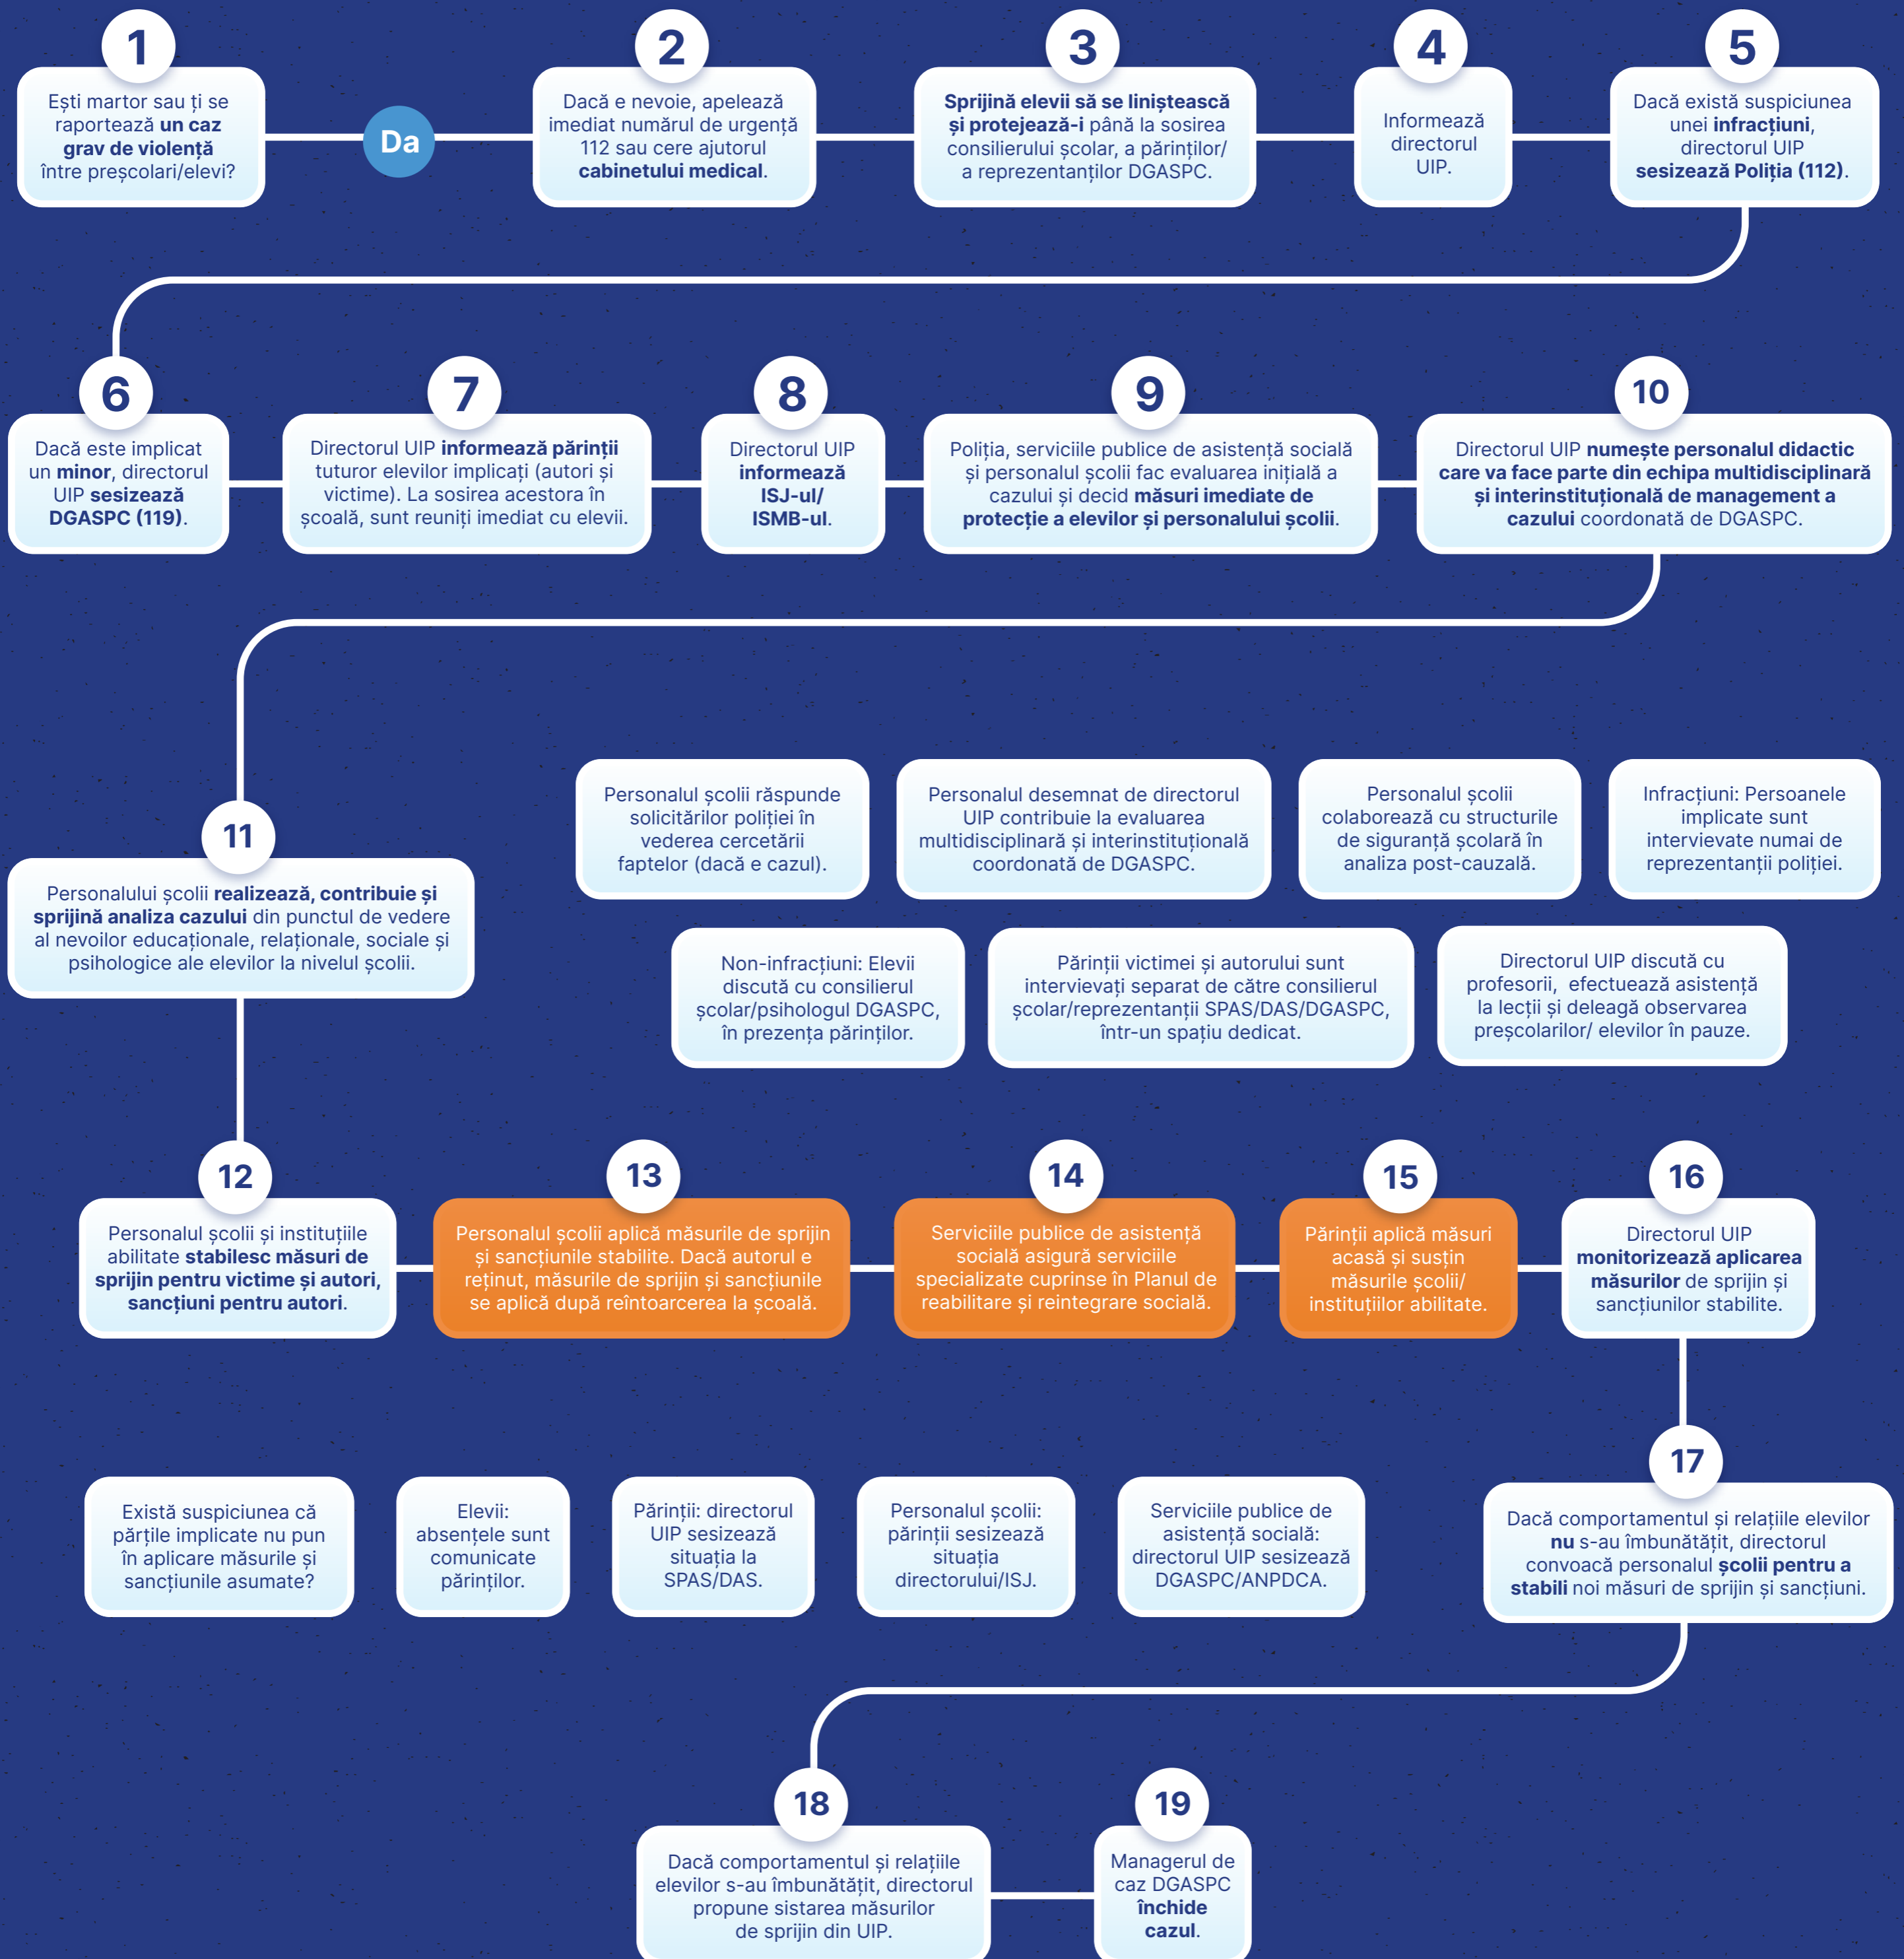 1
Ești martor sau ți se
raportează un caz
grav de violență
între preșcolari/elevi?
Da
2
Dacă e nevoie, apelează
imediat numărul de urgență
112 sau cere ajutorul
cabinetului medical.
3
Sprijină elevii să se liniștească
și protejează-i până la sosirea
consilierului școlar, a părinților/
a reprezentanților DGASPC.
4
Informează
directorul
UIP.
5
Dacă există suspiciunea
unei infracțiuni,
directorul UIP
sesizează Poliția (112).
6
Dacă este implicat
un minor, directorul
UIP sesizează
DGASPC (119).
7
Directorul UIP informează părinții
tuturor elevilor implicați (autori și
victime). La sosirea acestora în
școală, sunt reuniți imediat cu elevii.
8
Directorul UIP
informează
ISJ-ul/
ISMB-ul.
9
Poliția, serviciile publice de asistență socială
și personalul școlii fac evaluarea inițială a
cazului și decid măsuri imediate de
protecție a elevilor și personalului școlii.
10
Directorul UIP numește personalul didactic
care va face parte din echipa multidisciplinară
și interinstituțională de management a
cazului coordonată de DGASPC.
11
Personalului școlii realizează, contribuie și
sprijină analiza cazului din punctul de vedere
al nevoilor educaționale, relaționale, sociale și
psihologice ale elevilor la nivelul școlii.
Personalul școlii răspunde
solicitărilor poliției în
vederea cercetării
faptelor (dacă e cazul).
Personalul desemnat de directorul
UIP contribuie la evaluarea
multidisciplinară și interinstituțională
coordonată de DGASPC.
Personalul școlii
colaborează cu structurile
de siguranță școlară în
analiza post-cauzală.
Infracțiuni: Persoanele
implicate sunt
intervievate numai de
reprezentanții poliției.
Non-infracțiuni: Elevii
discută cu consilierul
școlar/psihologul DGASPC,
în prezența părinților.
Părinții victimei și autorului sunt
intervievați separat de către consilierul
școlar/reprezentanții SPAS/DAS/DGASPC,
într-un spațiu dedicat.
Directorul UIP discută cu
profesorii, efectuează asistență
la lecții și deleagă observarea
preșcolarilor/ elevilor în pauze.
12
Personalul școlii și instituțiile
abilitate stabilesc măsuri de
sprijin pentru victime și autori,
sancțiuni pentru autori.
13
Personalul școlii aplică măsurile de sprijin
și sancțiunile stabilite. Dacă autorul e
reținut, măsurile de sprijin și sancțiunile
se aplică după reîntoarcerea la școală.
14
Serviciile publice de asistență
socială asigură serviciile
specializate cuprinse în Planul de
reabilitare și reintegrare socială.
15
Părinții aplică măsuri
acasă și susțin
măsurile școlii/
instituțiilor abilitate.
16
Directorul UIP
monitorizează aplicarea
măsurilor de sprijin și
sancțiunilor stabilite.
17
Dacă comportamentul și relațiile elevilor
nu s-au îmbunătățit, directorul
convoacă personalul școlii pentru a
stabili noi măsuri de sprijin și sancțiuni.
Există suspiciunea că
părțile implicate nu pun
în aplicare măsurile și
sancțiunile asumate?
Elevii:
absențele sunt
comunicate
părinților.
Părinții: directorul
UIP sesizează
situația la
SPAS/DAS.
Personalul școlii:
părinții sesizează
situația
directorului/ISJ.
Serviciile publice de
asistență socială:
directorul UIP sesizează
DGASPC/ANPDCA.
18
Dacă comportamentul și relațiile
elevilor s-au îmbunătățit, directorul
propune sistarea măsurilor
de sprijin din UIP.
19
Managerul de
caz DGASPC
închide
cazul.